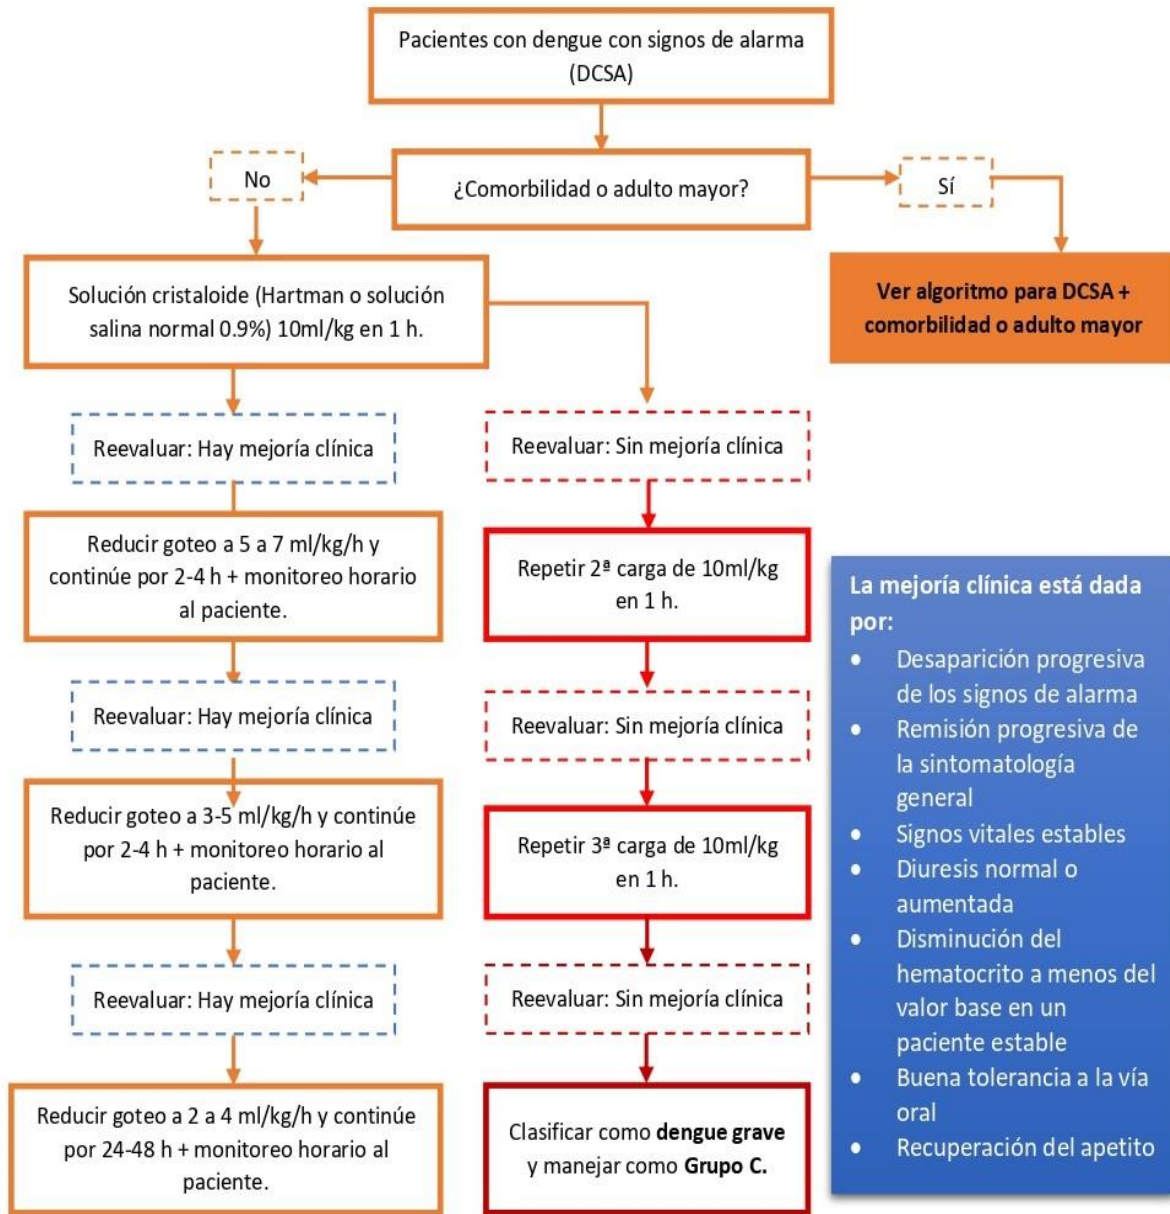 Pacientes con dengue con signos de alarma
(DCSA)
No
¿Comorbilidad o adulto mayor?
Sí
Solución cristaloide (Hartman o solución
salina normal 0.9%) 10ml/kg en 1 h.
Ver algoritmo para DCSA +
comorbilidad o adulto mayor
Reevaluar: Hay mejoría clínica
Reducir goteo a 5 a 7 ml/kg/h y
continúe por 2-4 h + monitoreo horario
al paciente.
Reevaluar: Hay mejoría clínica
Reducir goteo a 3-5 ml/kg/h y continúe
por 2-4 h + monitoreo horario al
paciente.
Reevaluar: Hay mejoría clínica
Reducir goteo a 2 a 4 ml/kg/h y continúe
por 24-48 h + monitoreo horario al
paciente.
Reevaluar: Sin mejoría clínica
Repetir 2ª carga de 10ml/kg
en 1 h.
Reevaluar: Sin mejoría clínica
Repetir 3ª carga de 10ml/kg
en 1 h.
Reevaluar: Sin mejoría clínica
Clasificar como dengue grave
y manejar como Grupo C.
La mejoría clínica está dada
por:
• Desaparición progresiva
de los signos de alarma
• Remisión progresiva de
la sintomatología
general
• Signos vitales estables
• Diuresis normal o
aumentada
• Disminución del
hematocrito a menos del
valor base en un
paciente estable
• Buena tolerancia a la vía
oral
• Recuperación del apetito